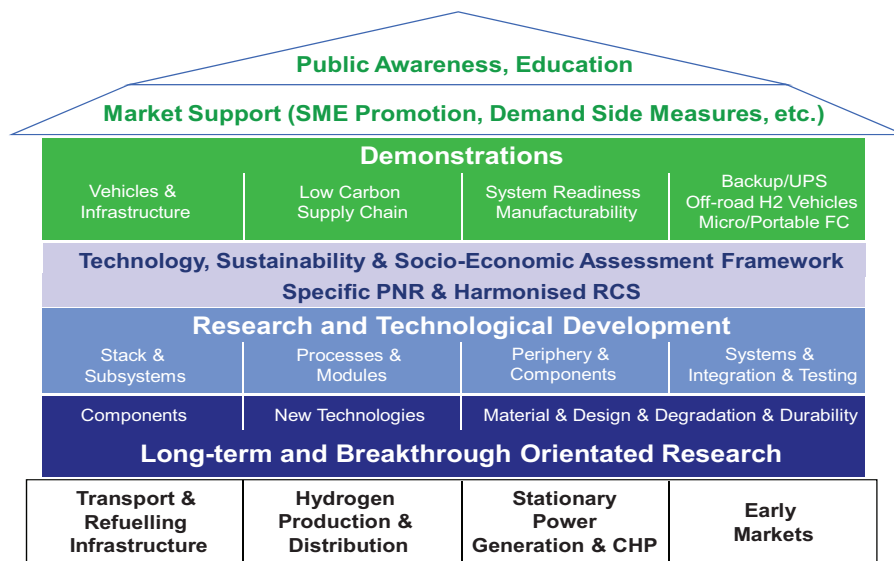 Public Awareness, Education
Market Support (SME Promotion, Demand Side Measures, etc.)
Demonstrations
Vehicles &
Infrastructure
Low Carbon
Supply Chain
System Readiness
Manufacturability
Backup/UPS
Off-road H2 Vehicles
Micro/Portable FC
Technology, Sustainability & Socio-Economic Assessment Framework
Specific PNR & Harmonised RCS
Research and Technological Development
Stack &
Subsystems
Processes &
Modules
Periphery &
Components
Systems &
Integration & Testing
Components
New Technologies
Material & Design & Degradation & Durability
Long-term and Breakthrough Orientated Research
Transport &
Refuelling
Infrastructure
Hydrogen
Production &
Distribution
Stationary
Power
Generation & CHP
Early
Markets